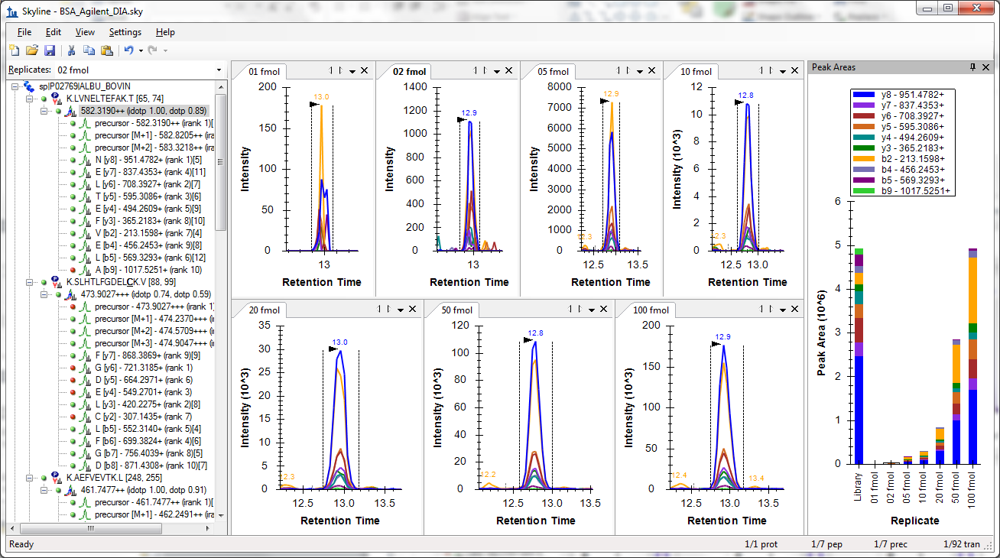 Skyline - BSA_Agilent_DIA.sky
File Edit View Settings Help
Replicates: 02 fmol
sp|P02769|ALBU_BOVIN
K.LVNELTEFAK.T [65, 74]
582.3190++ (idotp 1.00, dotp 0.89)
precursor - 582.3190++ (irank 1)[
precursor [M+1] - 582.8205++ (ira
precursor [M+2] - 583.3218++ (ira
N [y8] - 951.4782+ (rank 1)[5]
E [y7] - 837.4353+ (rank 4)[11]
L [y6] - 708.3927+ (rank 2)[7]
T [y5] - 595.3086+ (rank 3)[6]
E [y4] - 494.2609+ (rank 5)[9]
F [y3] - 365.2183+ (rank 8)[10]
V [b2] - 213.1598+ (rank 7)[4]
E [b4] - 456.2453+ (rank 9)[8]
L [b5] - 569.3293+ (rank 6)[12]
A [b9] - 1017.5251+ (rank 10)
K.SLHTLFGDELCK.V [88, 99]
473.9027+++ (idotp 0.74, dotp 0.59)
precursor - 473.9027+++ (irank 1)
precursor [M+1] - 474.2370+++ (i
precursor [M+2] - 474.5709+++ (i
precursor [M+3] - 474.9047+++ (i
F [y7] - 868.3869+ (rank 9)[9]
G [y6] - 721.3185+ (rank 1)
D [y5] - 664.2971+ (rank 6)
E [y4] - 549.2701+ (rank 3)
L [y3] - 420.2275+ (rank 2)[8]
C [y2] - 307.1435+ (rank 7)
L [b5] - 552.3140+ (rank 5)[4]
F [b6] - 699.3824+ (rank 4)[6]
G [b7] - 756.4039+ (rank 8)[5]
D [b8] - 871.4308+ (rank 10)[7]
K.AEFVEVTK.L [248, 255]
461.7477++ (idotp 1.00, dotp 0.91)
precursor - 461.7477++ (irank 1)[
precursor [M+1] - 462.2491++ (ira
01 fmol
200
150
100
50
0
Intensity
13.0
13
Retention Time
02 fmol
1400
1200
1000
800
600
400
200
0
Intensity
12.9
13
Retention Time
05 fmol
8000
7000
6000
5000
4000
3000
2000
1000
0
Intensity
12.9
12.3
12.5 13.5
Retention Time
10 fmol
12
10
8
6
4
2
0
Intensity (10^3)
12.8
12.3
12.5 13.0
Retention Time
20 fmol
35
30
25
20
15
10
5
0
Intensity (10^3)
13.0
12.3
12.5 13.0 13.5
Retention Time
50 fmol
120
100
80
60
40
20
0
Intensity (10^3)
12.8
12.2
12.5 13.0 13.5
Retention Time
100 fmol
200
150
100
50
0
Intensity (10^3)
12.9
12.4
13.4
12.5 13.0 13.5
Retention Time
Peak Areas
y8 - 951.4782+
y7 - 837.4353+
y6 - 708.3927+
y5 - 595.3086+
y4 - 494.2609+
y3 - 365.2183+
b2 - 213.1598+
b4 - 456.2453+
b5 - 569.3293+
b9 - 1017.5251+
6
5
4
3
2
1
0
Peak Area (10^6)
Library
01 fmol
02 fmol
05 fmol
10 fmol
20 fmol
50 fmol
100 fmol
Replicate
Ready 1/1 prot 1/7 pep 1/7 prec 1/92 tran